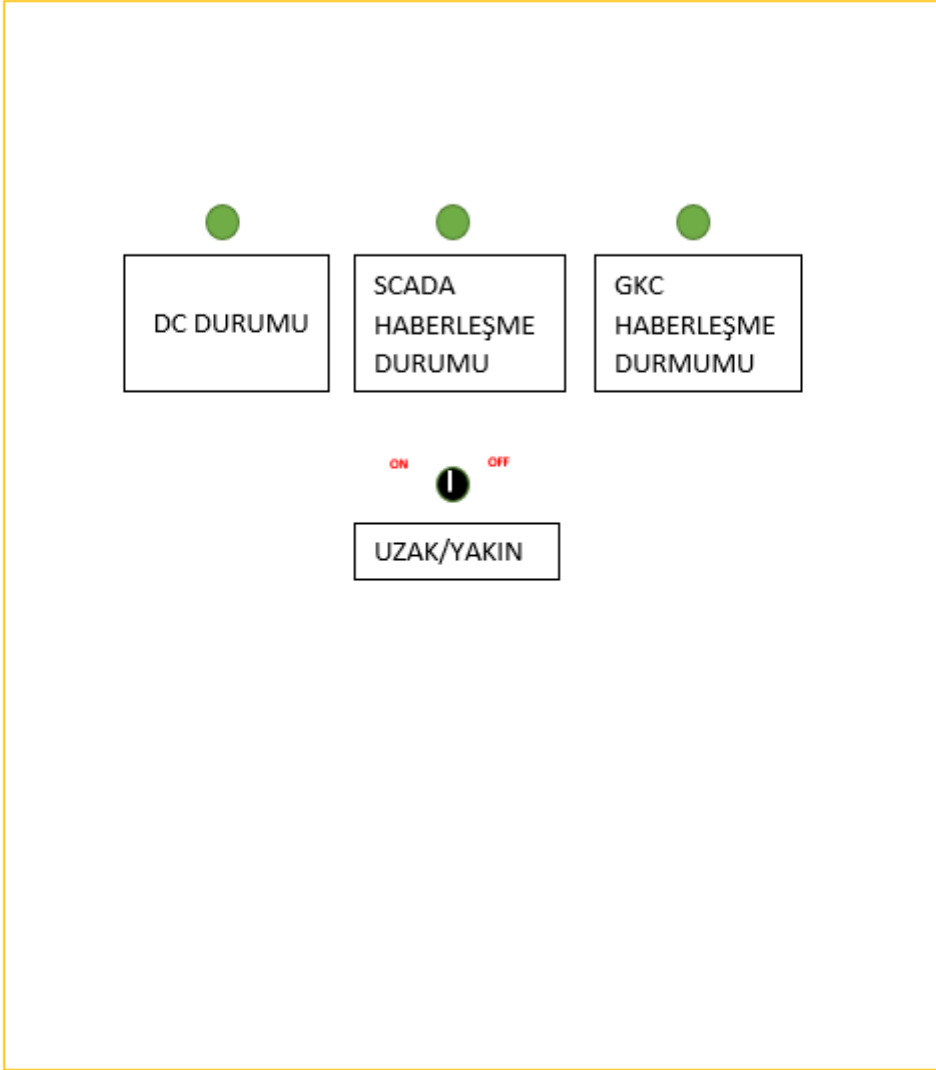 DC DURUMU
SCADA
HABERLEŞME
DURUMU
GKC
HABERLEŞME
DURMUMU
ON
OFF
UZAK/YAKIN